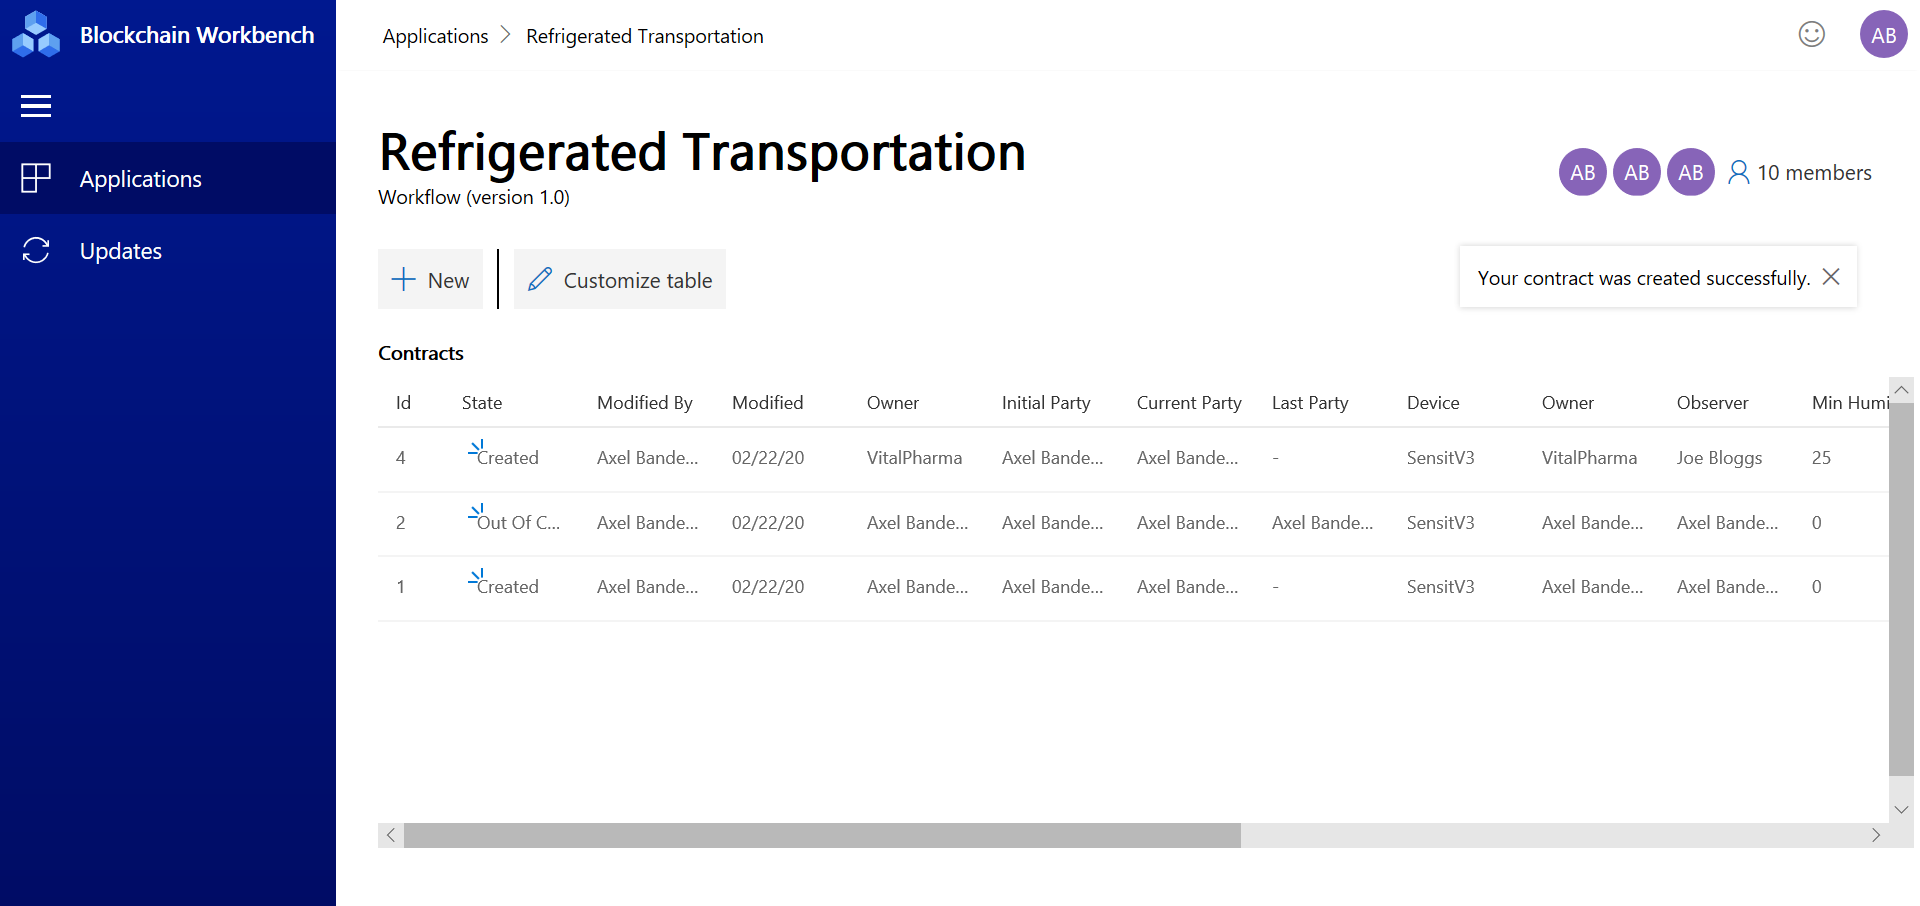 Blockchain Workbench
Applications
Updates
Applications > Refrigerated Transportation
AB
Refrigerated Transportation
Workflow (version 1.0)
AB AB AB 10 members
New
Customize table
Your contract was created successfully.
Contracts
Id State Modified By Modified Owner Initial Party Current Party Last Party Device Owner Observer Min Humi
4 Created Axel Bande... 02/22/20 VitalPharma Axel Bande... Axel Bande... - SensitV3 VitalPharma Joe Bloggs 25
2 Out Of C... Axel Bande... 02/22/20 Axel Bande... Axel Bande... Axel Bande... Axel Bande... SensitV3 Axel Bande... Axel Bande... 0
1 Created Axel Bande... 02/22/20 Axel Bande... Axel Bande... Axel Bande... - SensitV3 Axel Bande... Axel Bande... 0